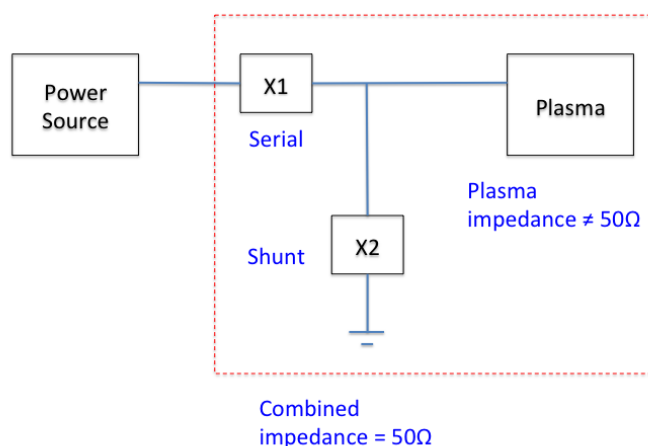 Power
Source
X1
Serial
Plasma
Plasma
impedance ≠ 50Ω
X2
Shunt
Combined
impedance = 50Ω